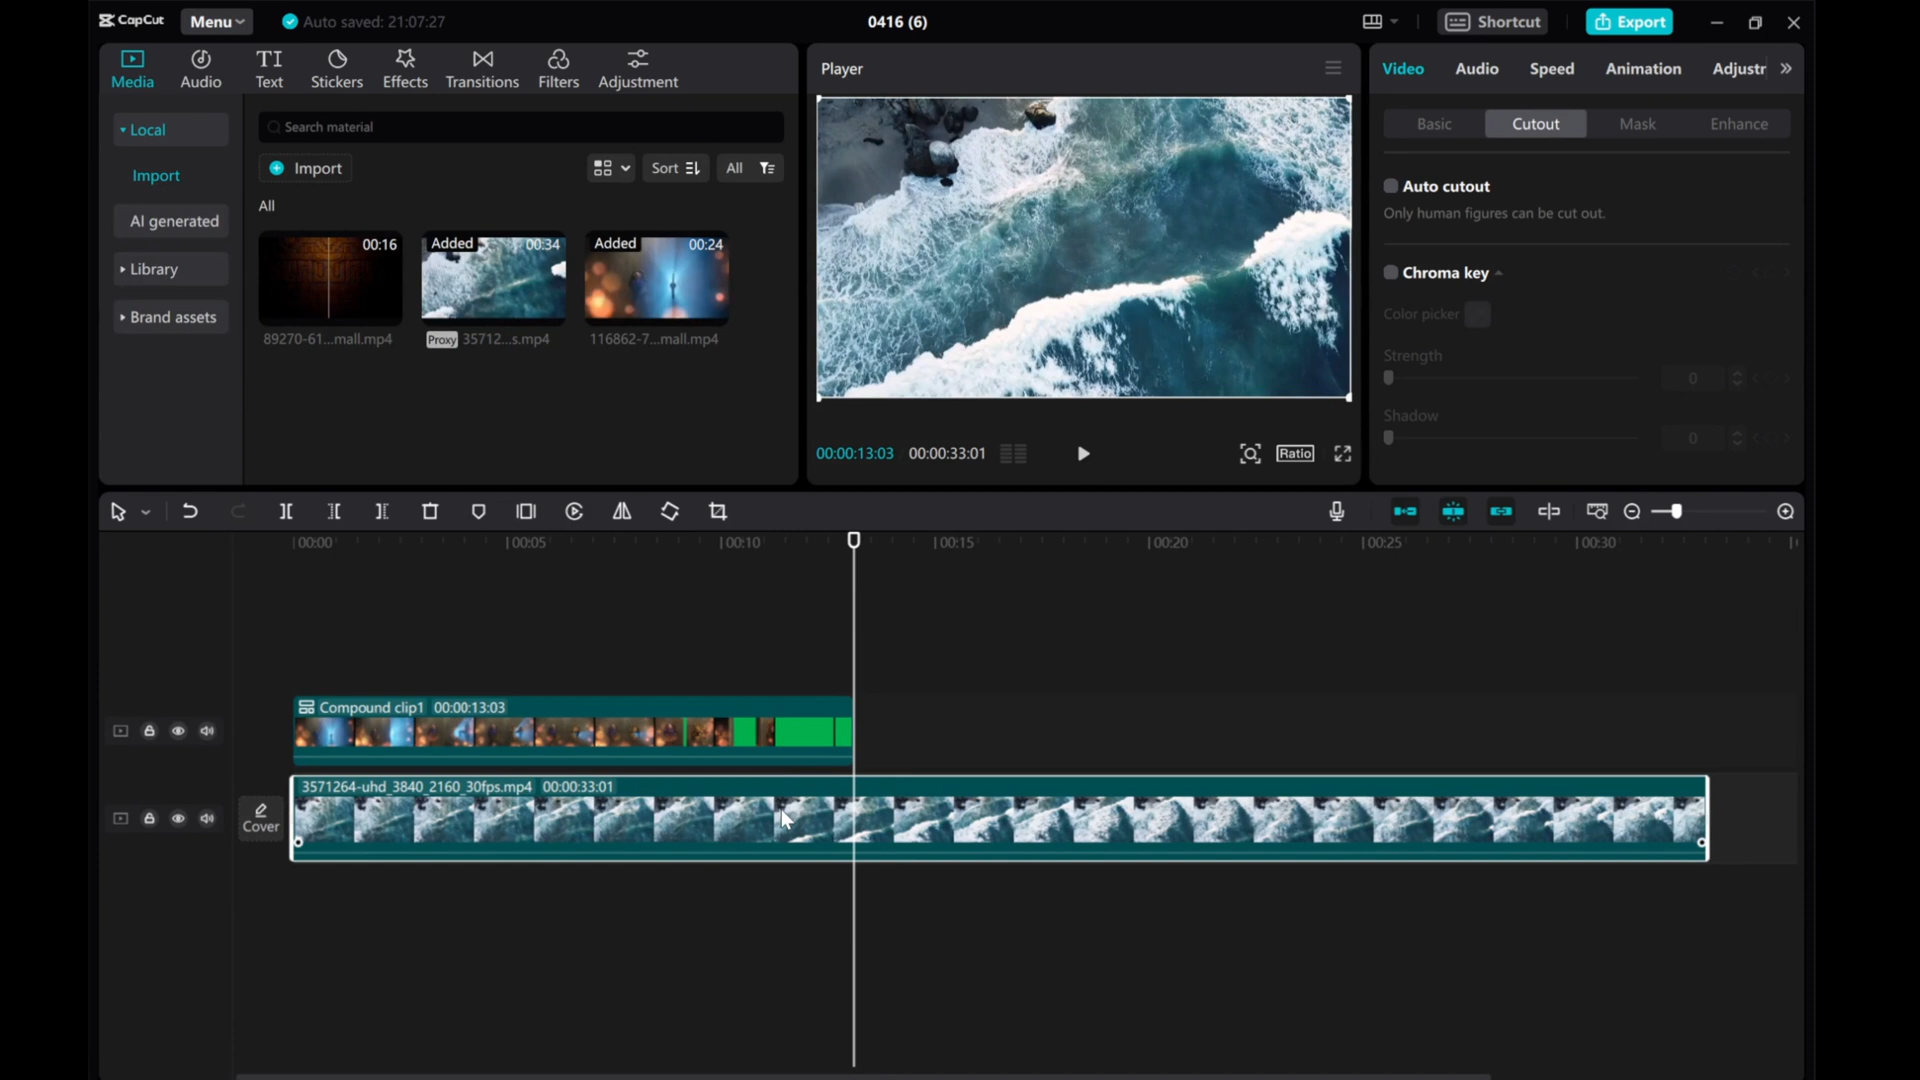 CapCut
Menu
Auto saved: 21:07:27
0416 (6)
Shortcut
Export
Media
Audio
Text
Stickers
Effects
Transitions
Filters
Adjustment
Player
Video
Audio
Speed
Animation
Adjustr
Local
Import
AI generated
Library
Brand assets
Search material
Import
Sort
All
All
00:16
Added
00:34
Added
00:24
89270-61...mall.mp4
Proxy
35712...s.mp4
116862-7...mall.mp4
00:00:13:03
00:00:33:01
Ratio
Basic
Cutout
Mask
Enhance
Auto cutout
Only human figures can be cut out.
Chroma key
Color picker
Strength
0
Shadow
0
00:00
00:05
00:10
00:15
00:20
00:25
00:30
Compound clip1 00:00:13:03
3571264-uhd_3840_2160_30fps.mp4 00:00:33:01
Cover